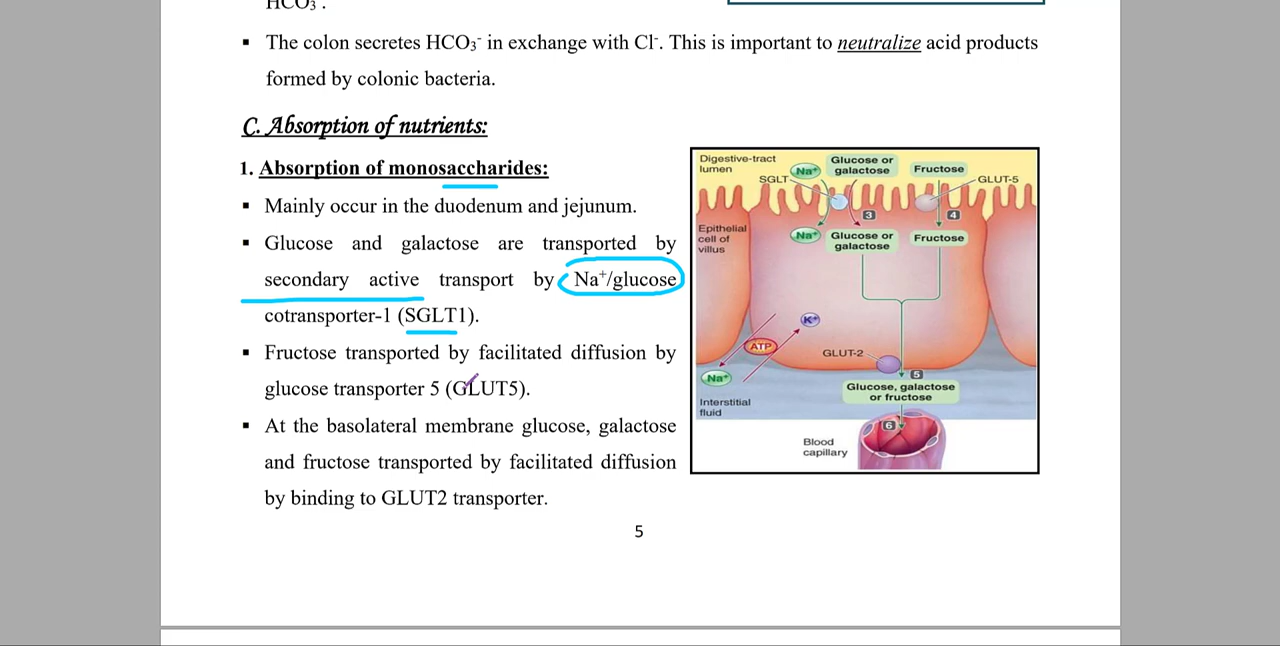 HCO₃⁻.
▪ The colon secretes HCO₃⁻ in exchange with Cl⁻. This is important to neutralize acid products
formed by colonic bacteria.
C. Absorption of nutrients:
1. Absorption of monosaccharides:
▪ Mainly occur in the duodenum and jejunum.
▪ Glucose and galactose are transported by
secondary active transport by Na⁺/glucose
cotransporter-1 (SGLT1).
▪ Fructose transported by facilitated diffusion by
glucose transporter 5 (GLUT5).
▪ At the basolateral membrane glucose, galactose
and fructose transported by facilitated diffusion
by binding to GLUT2 transporter.
Digestive-tract
lumen
SGLT
Na⁺
Glucose or
galactose
Fructose
GLUT-5
3
4
Epithelial
cell of
villus
Na⁺
Glucose or
galactose
Fructose
K⁺
ATP
GLUT-2
Na⁺
5
Glucose, galactose
or fructose
Interstitial
fluid
6
Blood
capillary
5